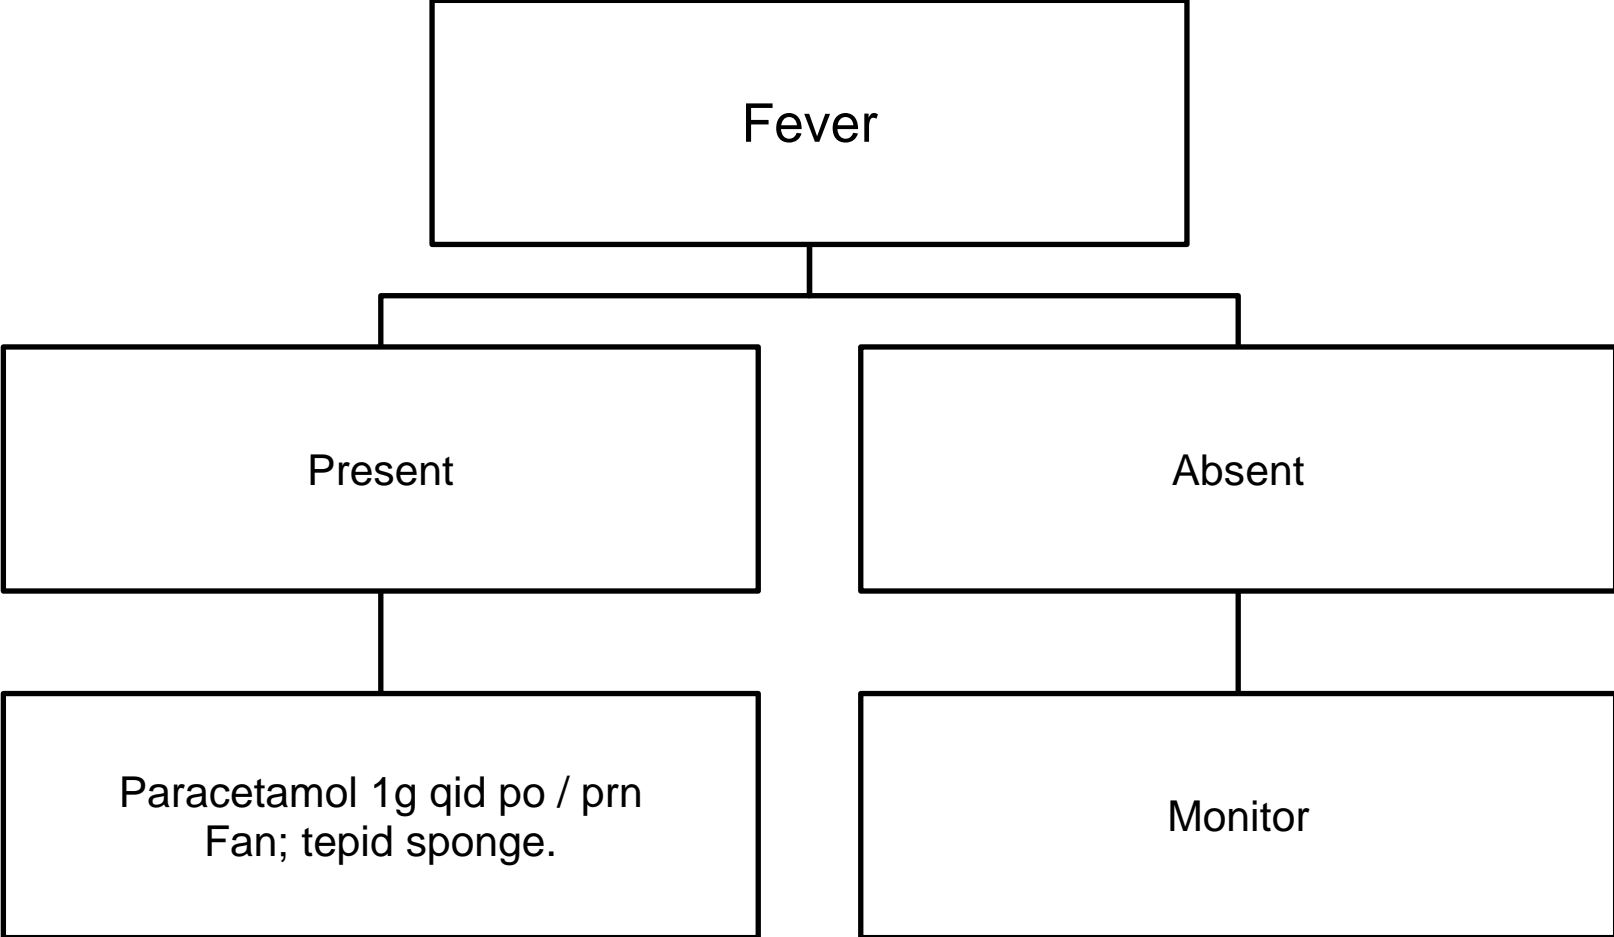 Fever
Present
Absent
Paracetamol 1g qid po / prn
Fan; tepid sponge.
Monitor